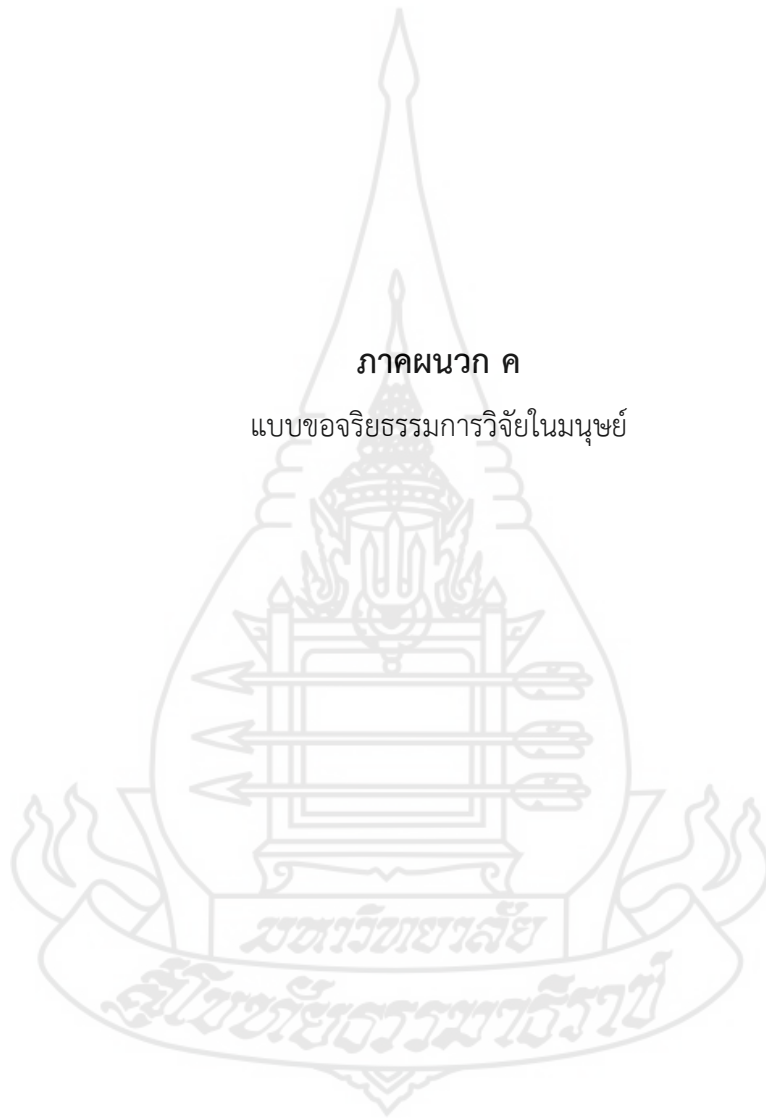 ภาคผนวก ค
แบบขอจริยธรรมการวิจัยในมนุษย์
มหาวิทยาลัย
สุโขทัยธรรมาธิราช